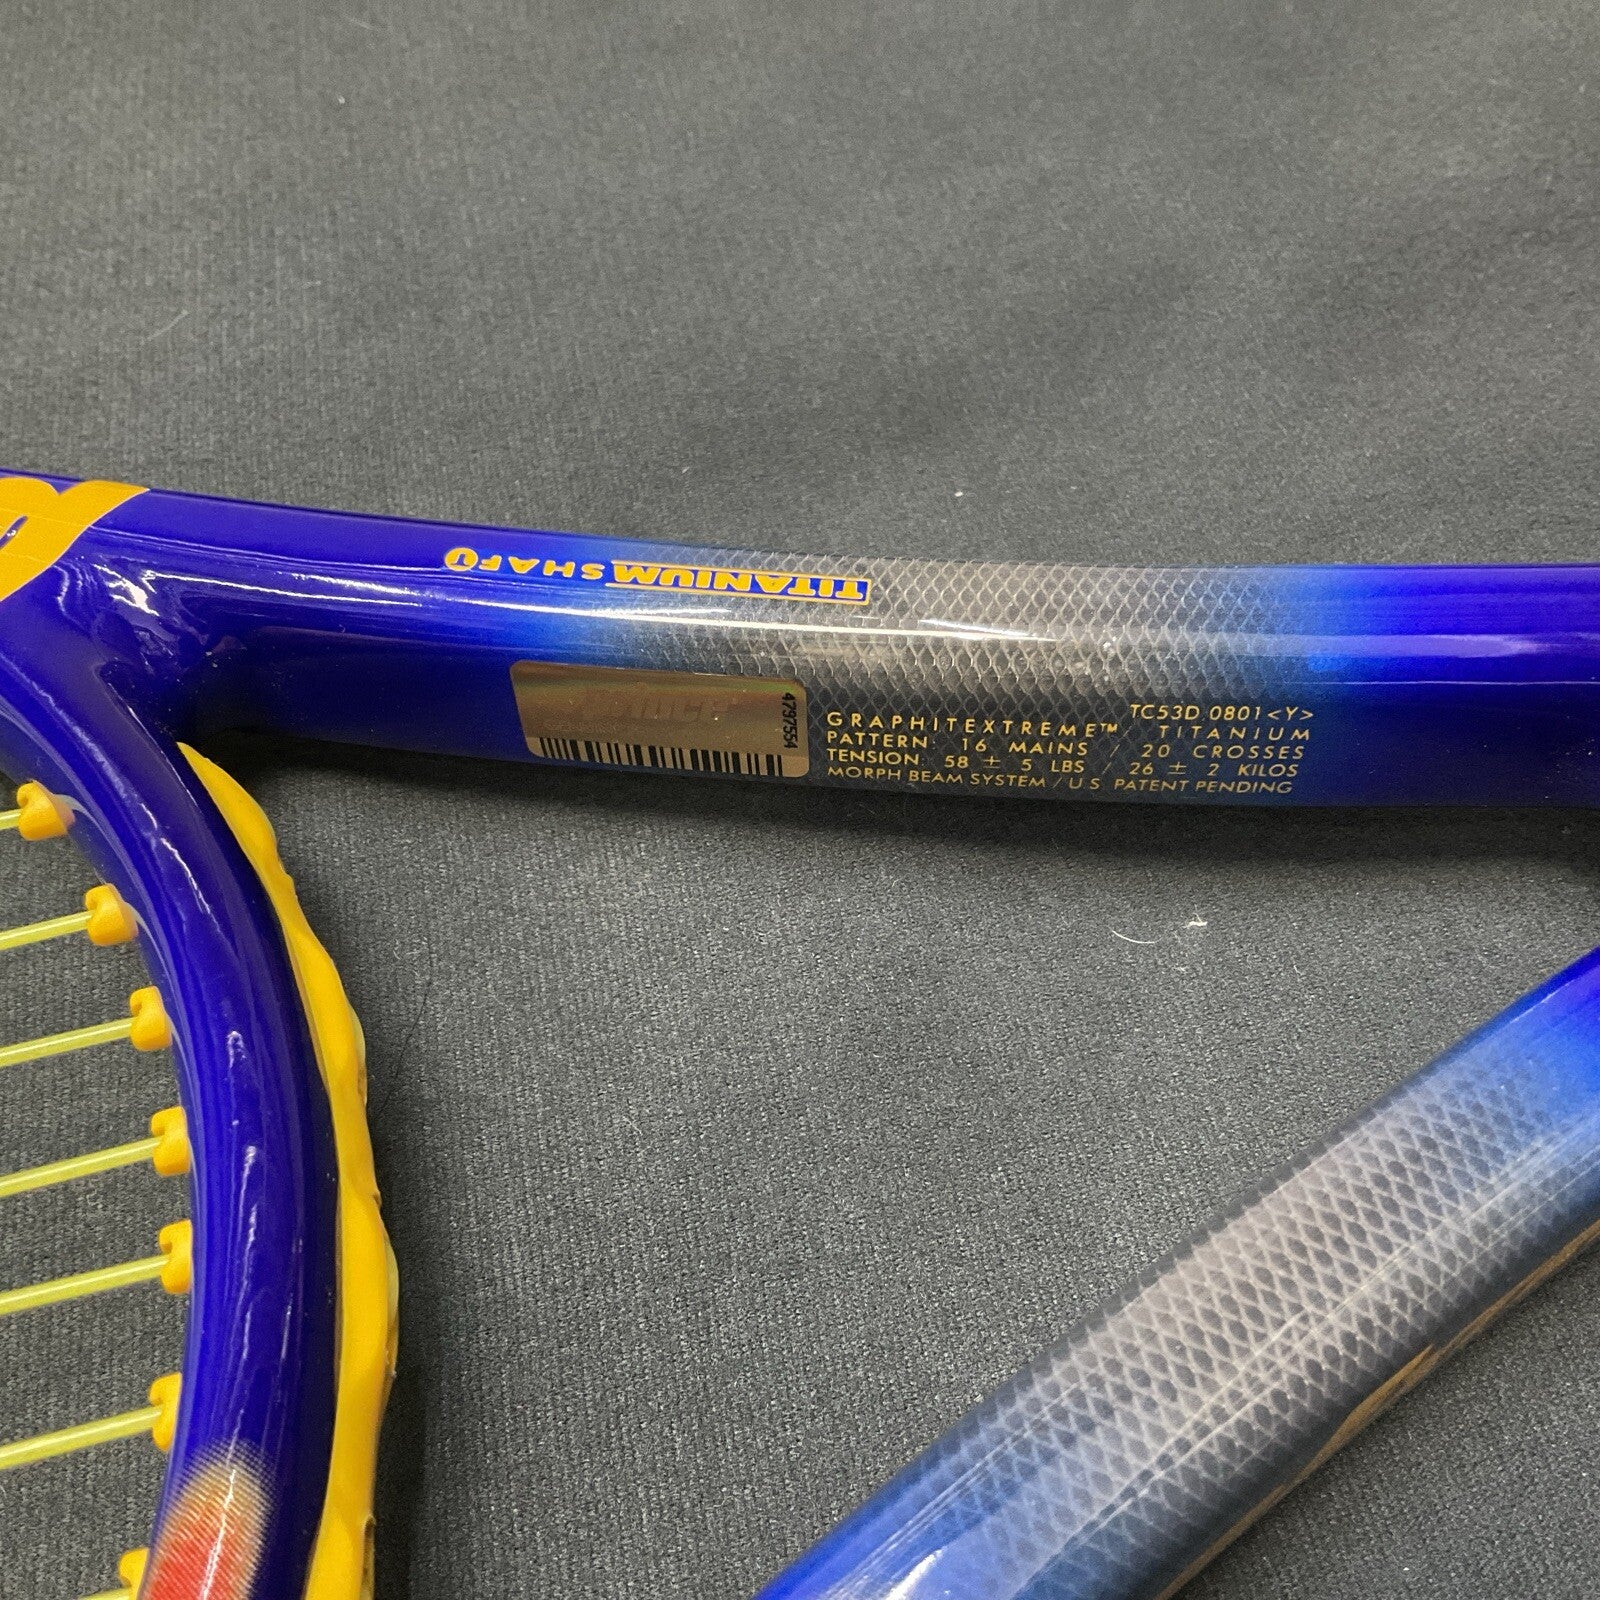 TITANIUM SHAFT
Prince
4797554
TC53D 0801<Y>
GRAPHITEXTREME™/ TITANIUM
PATTERN: 16 MAINS / 20 CROSSES
TENSION: 58 ± 5 LBS / 26 ± 2 KILOS
MORPH BEAM SYSTEM / U.S. PATENT PENDING